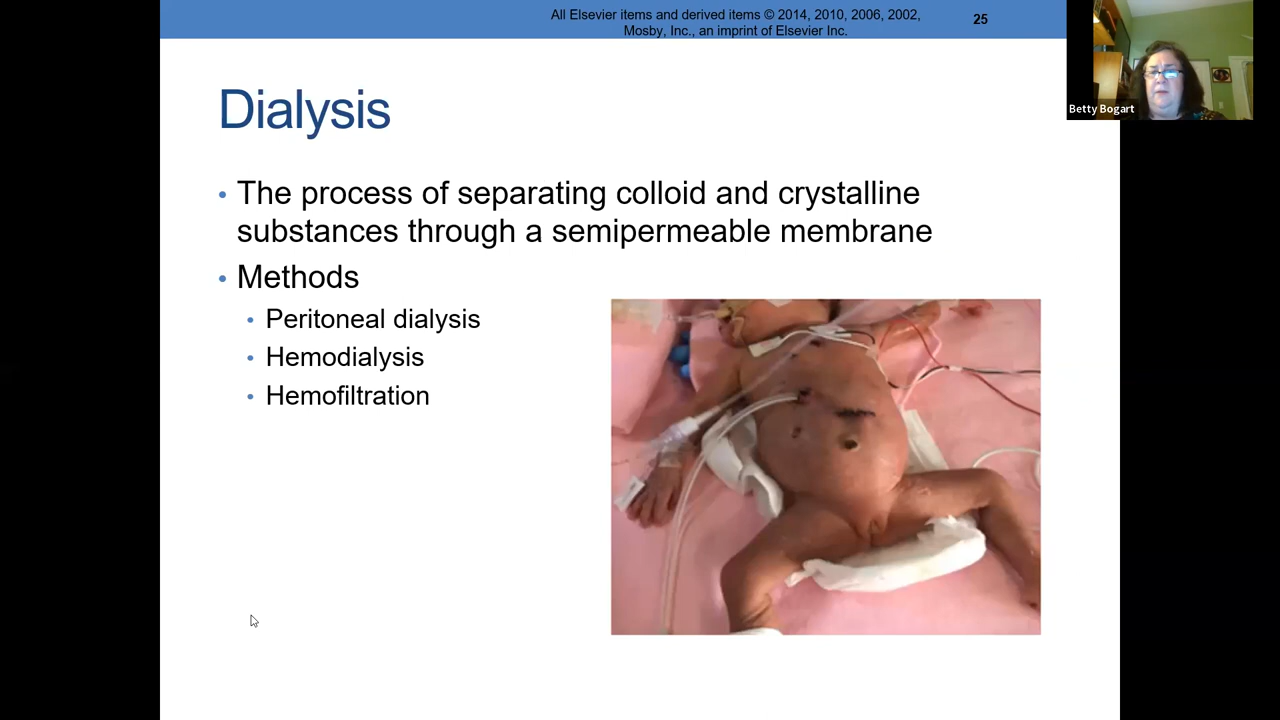 All Elsevier items and derived items © 2014, 2010, 2006, 2002,
Mosby, Inc., an imprint of Elsevier Inc.
25
Betty Bogart
Dialysis
• The process of separating colloid and crystalline
substances through a semipermeable membrane
• Methods
• Peritoneal dialysis
• Hemodialysis
• Hemofiltration